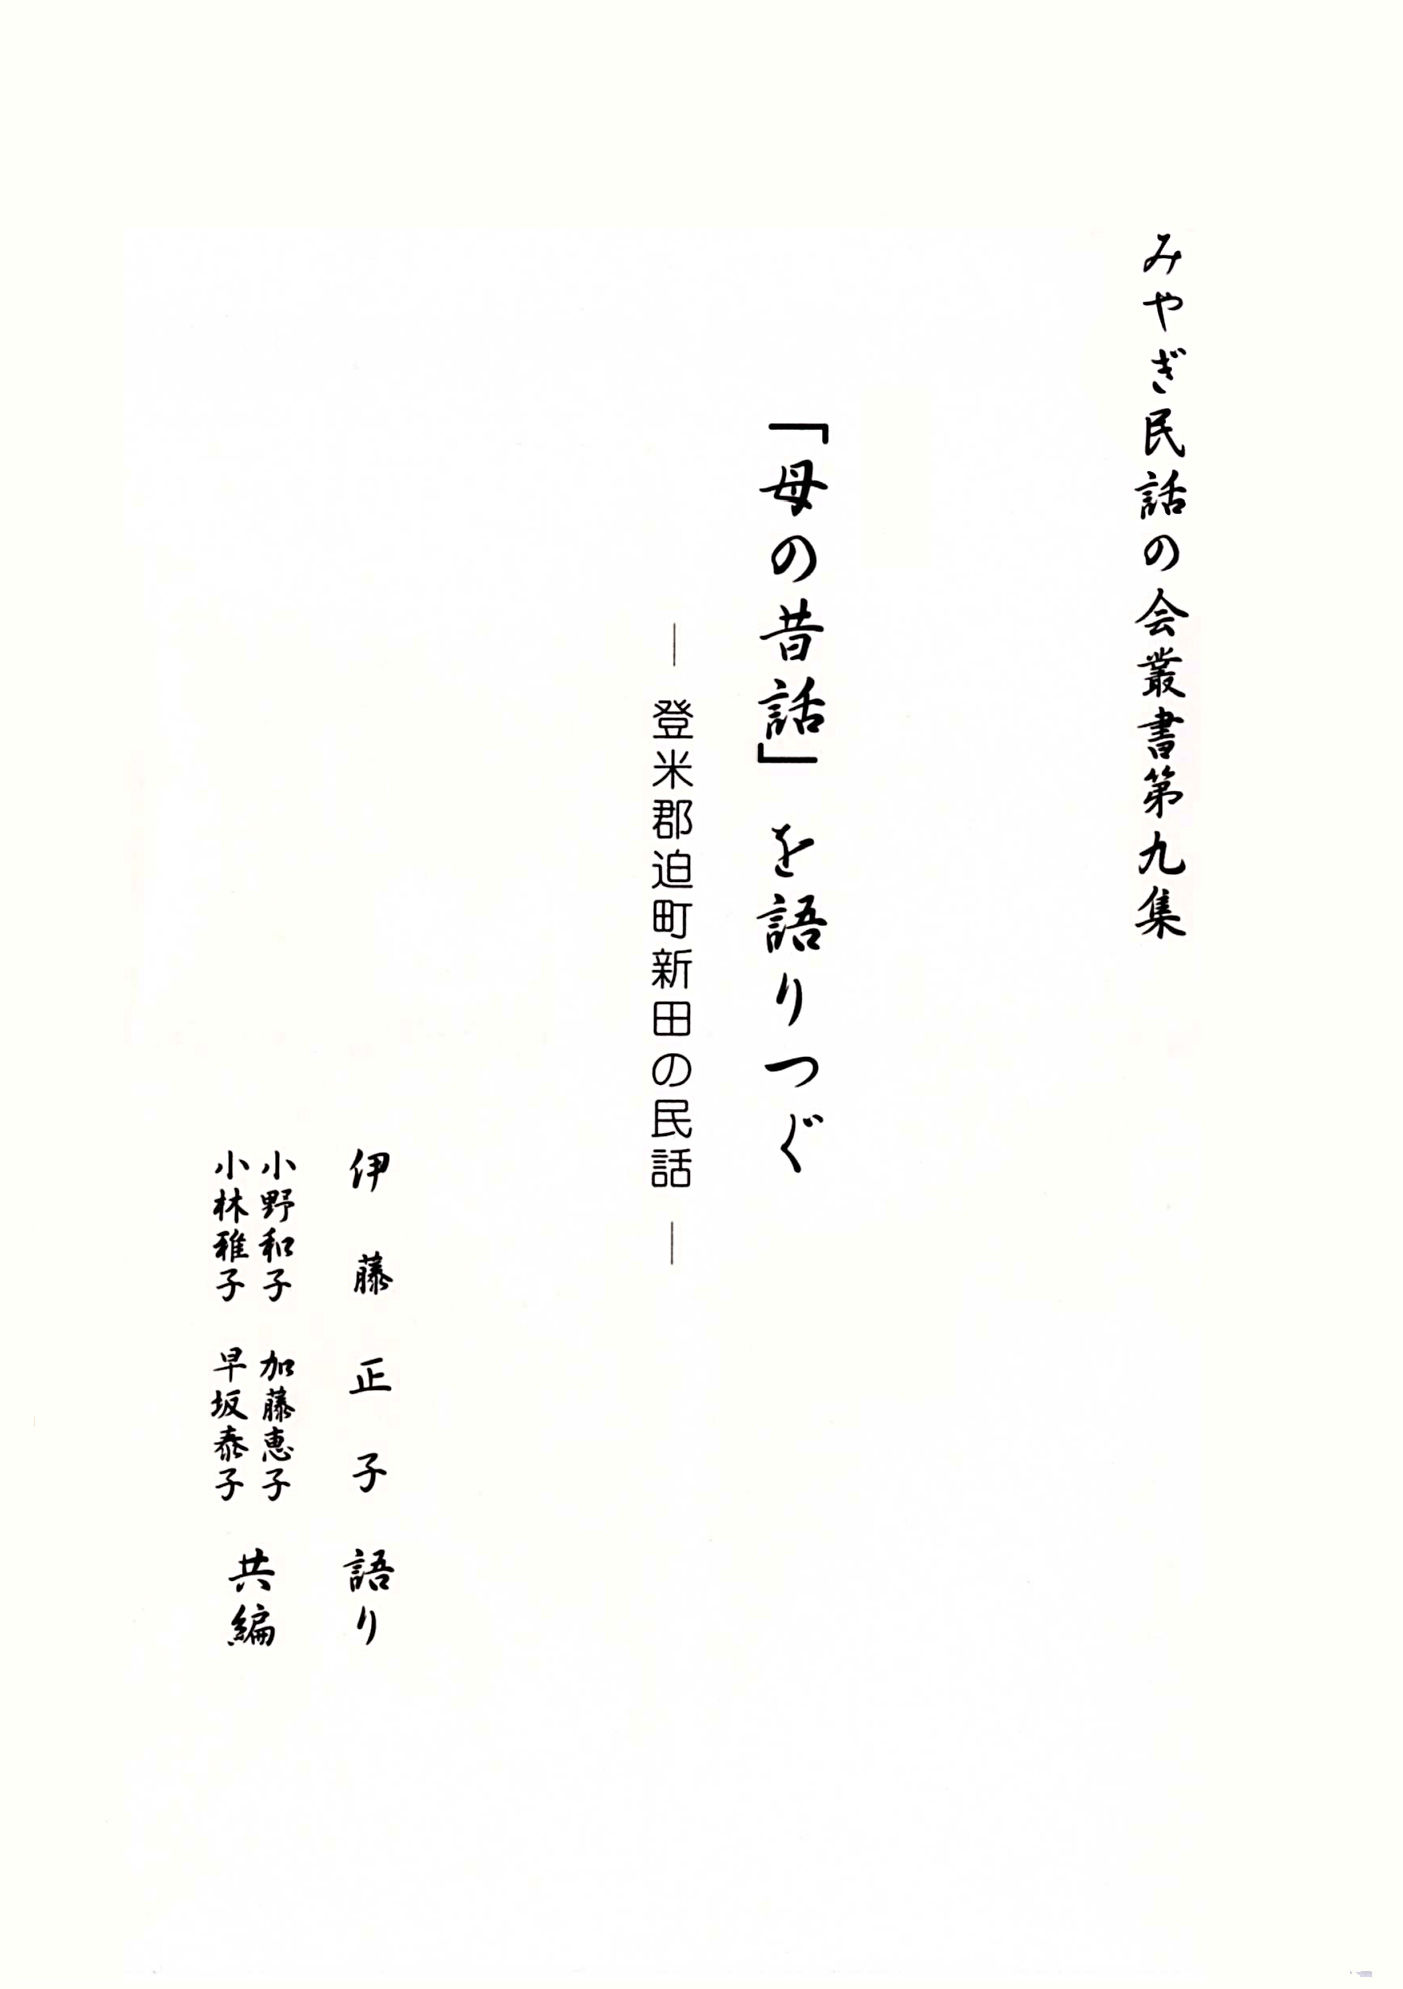 みやぎ民話の会叢書第九集
「母の昔話」を語りつぐ
― 登米郡迫町新田の民話 ―
伊藤正子 語り
小野和子 加藤恵子
小林雅子 早坂泰子
共編